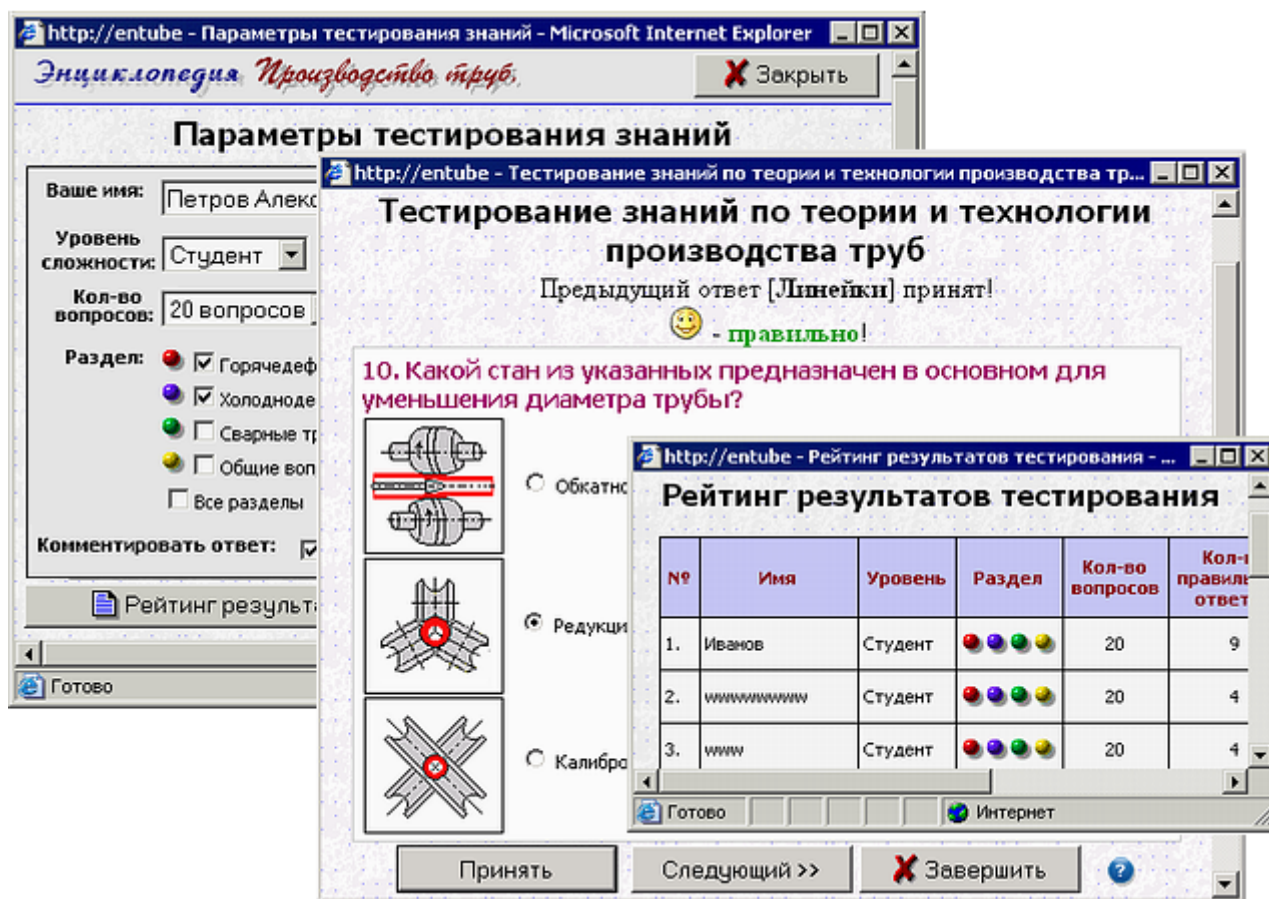 http://entube - Параметры тестирования знаний - Microsoft Internet Explorer
Энциклопедия Производство труб
Закрыть
Параметры тестирования знаний
Ваше имя:
Петров
Уровень
сложности:
Студент
Кол-во
вопросов:
20 вопросов
Раздел:
Все разделы
Комментировать ответ:
Рейтинг
Готово
http://entube - Тестирование знаний по теории и технологии производства тр...
Тестирование знаний по теории и технологии
производства труб
Предыдущий ответ [Линейки] принят!
- правильно!
10. Какой стан из указанных предназначен в основном для
уменьшения диаметра трубы?
Принять
Следующий >>
Завершить
?
http://entube - Рейтинг результатов тестирования - ...
Рейтинг результатов тестирования
№ Имя Уровень Раздел Кол-во
вопросов
1. Иванов Студент 20 9
2. wwwwwwwww Студент 20 4
3. www Студент 20 4
Готово
Интернет